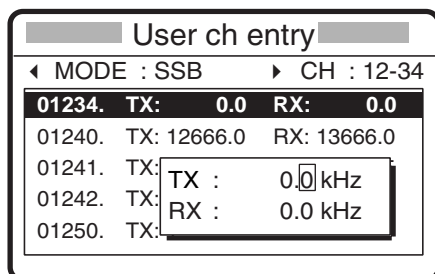 User ch entry
◂ MODE : SSB ▸ CH : 12-34
01234. TX: 0.0 RX: 0.0
01240. TX: 12666.0 RX: 13666.0
01241. TX:
TX : 0.0 kHz
01242. TX:
RX : 0.0 kHz
01250. TX: